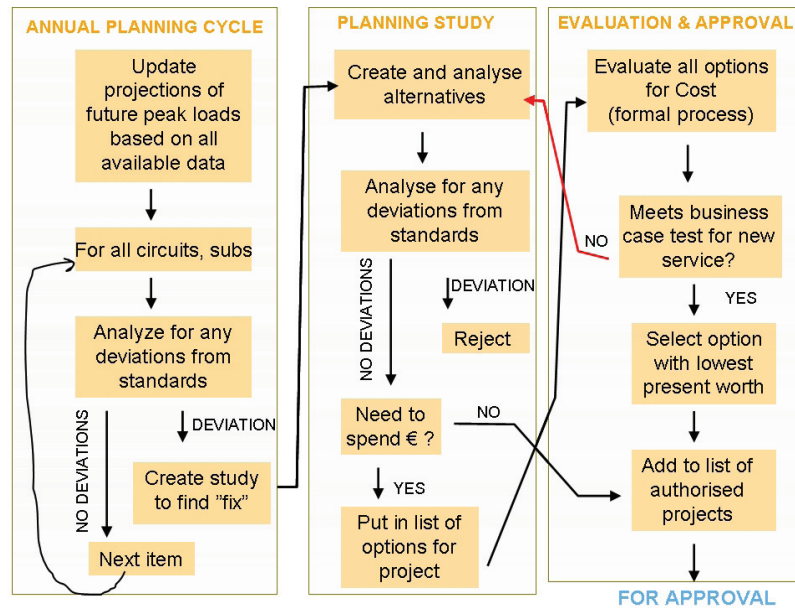 ANNUAL PLANNING CYCLE
Update
projections of
future peak loads
based on all
available data
For all circuits, subs
Analyze for any
deviations from
standards
NO DEVIATIONS
DEVIATION
Create study
to find ”fix”
Next item
PLANNING STUDY
Create and analyse
alternatives
Analyse for any
deviations from
standards
NO DEVIATIONS
DEVIATION
Reject
Need to
spend € ?
NO
YES
Put in list of
options for
project
EVALUATION & APPROVAL
Evaluate all options
for Cost
(formal process)
Meets business
case test for new
service?
NO
YES
Select option
with lowest
present worth
Add to list of
authorised
projects
FOR APPROVAL